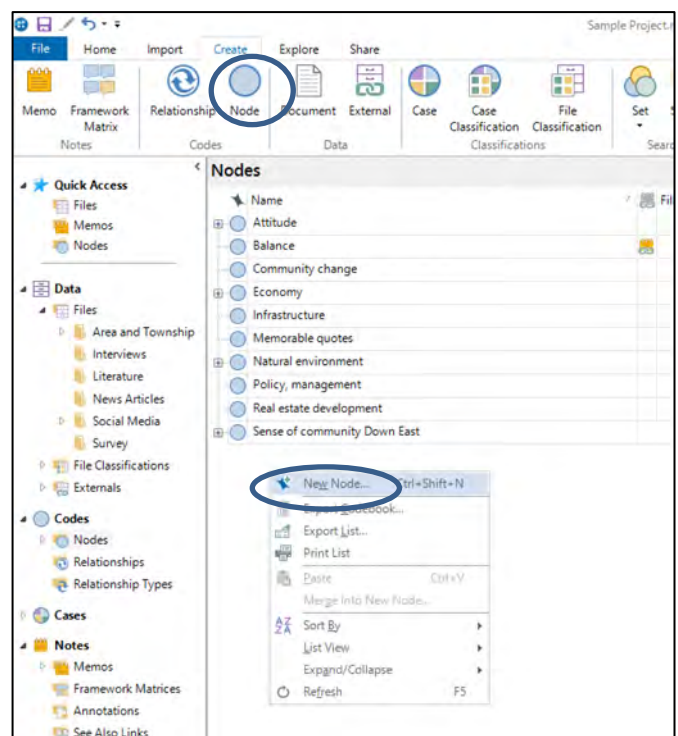 Sample Project.n
File Home Import Create Explore Share
Memo Framework Matrix Relationship Node Document External Case Case Classification File Classification Set
Notes Codes Data Classifications Searc
Quick Access
Files
Memos
Nodes
Data
Files
Area and Township
Interviews
Literature
News Articles
Social Media
Survey
File Classifications
Externals
Codes
Nodes
Relationships
Relationship Types
Cases
Notes
Memos
Framework Matrices
Annotations
See Also Links
Nodes
Name Fil
Attitude
Balance
Community change
Economy
Infrastructure
Memorable quotes
Natural environment
Policy, management
Real estate development
Sense of community Down East
New Node... Ctrl+Shift+N
Export Codebook...
Export List...
Print List
Paste Ctrl+V
Merge Into New Node...
Sort By
List View
Expand/Collapse
Refresh F5